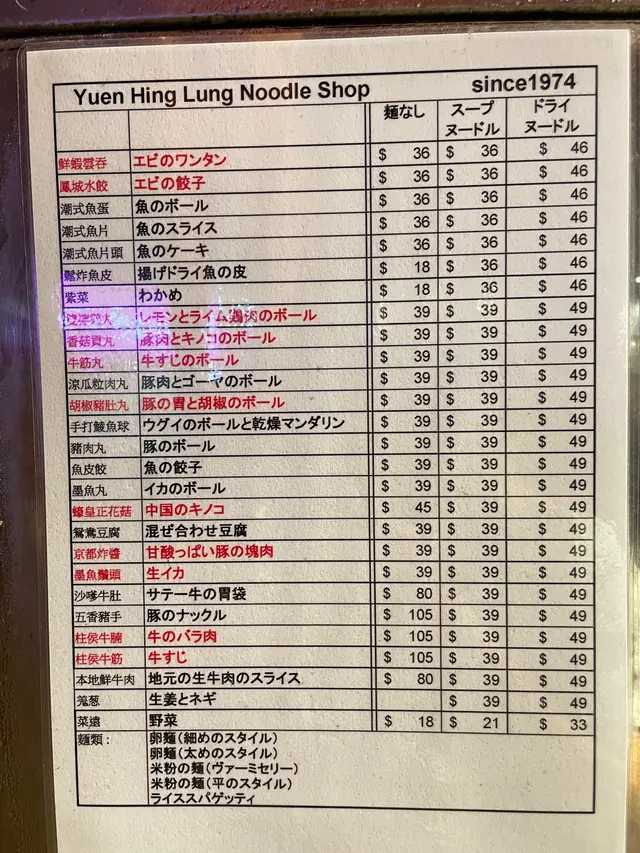 Yuen Hing Lung Noodle Shop since1974
麺なし スープヌードル ドライヌードル
鮮蝦雲吞 エビのワンタン $ 36 $ 36 $ 46
鳳城水餃 エビの餃子 $ 36 $ 36 $ 46
潮式魚蛋 魚のボール $ 36 $ 36 $ 46
潮式魚片 魚のスライス $ 36 $ 36 $ 46
潮式魚片頭 魚のケーキ $ 36 $ 36 $ 46
鬆炸魚皮 揚げドライ魚の皮 $ 18 $ 36 $ 46
紫菜 わかめ $ 18 $ 36 $ 46
レモンとライム鶏肉のボール $ 39 $ 39 $ 49
香菇貢丸 豚肉とキノコのボール $ 39 $ 39 $ 49
牛筋丸 牛すじのボール $ 39 $ 39 $ 49
涼瓜粒肉丸 豚肉とゴーヤのボール $ 39 $ 39 $ 49
胡椒豬肚丸 豚の胃と胡椒のボール $ 39 $ 39 $ 49
手打鯪魚球 ウグイのボールと乾燥マンダリン $ 39 $ 39 $ 49
豬肉丸 豚のボール $ 39 $ 39 $ 49
魚皮餃 魚の餃子 $ 39 $ 39 $ 49
墨魚丸 イカのボール $ 39 $ 39 $ 49
蠔皇正花菇 中国のキノコ $ 45 $ 39 $ 49
鴛鴦豆腐 混ぜ合わせ豆腐 $ 39 $ 39 $ 49
京都炸醬 甘酸っぱい豚の塊肉 $ 39 $ 39 $ 49
墨魚鬚頭 生イカ $ 39 $ 39 $ 49
沙嗲牛肚 サテー牛の胃袋 $ 80 $ 39 $ 49
五香豬手 豚のナックル $ 105 $ 39 $ 49
柱侯牛腩 牛のバラ肉 $ 105 $ 39 $ 49
柱侯牛筋 牛すじ $ 105 $ 39 $ 49
本地鮮牛肉 地元の生牛肉のスライス $ 80 $ 39 $ 49
羗葱 生姜とネギ $ 39 $ 49
菜遠 野菜 $ 18 $ 21 $ 33
麵類： 卵麺(細めのスタイル)
卵麺(太めのスタイル)
米粉の麺(ヴァーミセリー)
米粉の麺(平のスタイル)
ライススパゲッティ